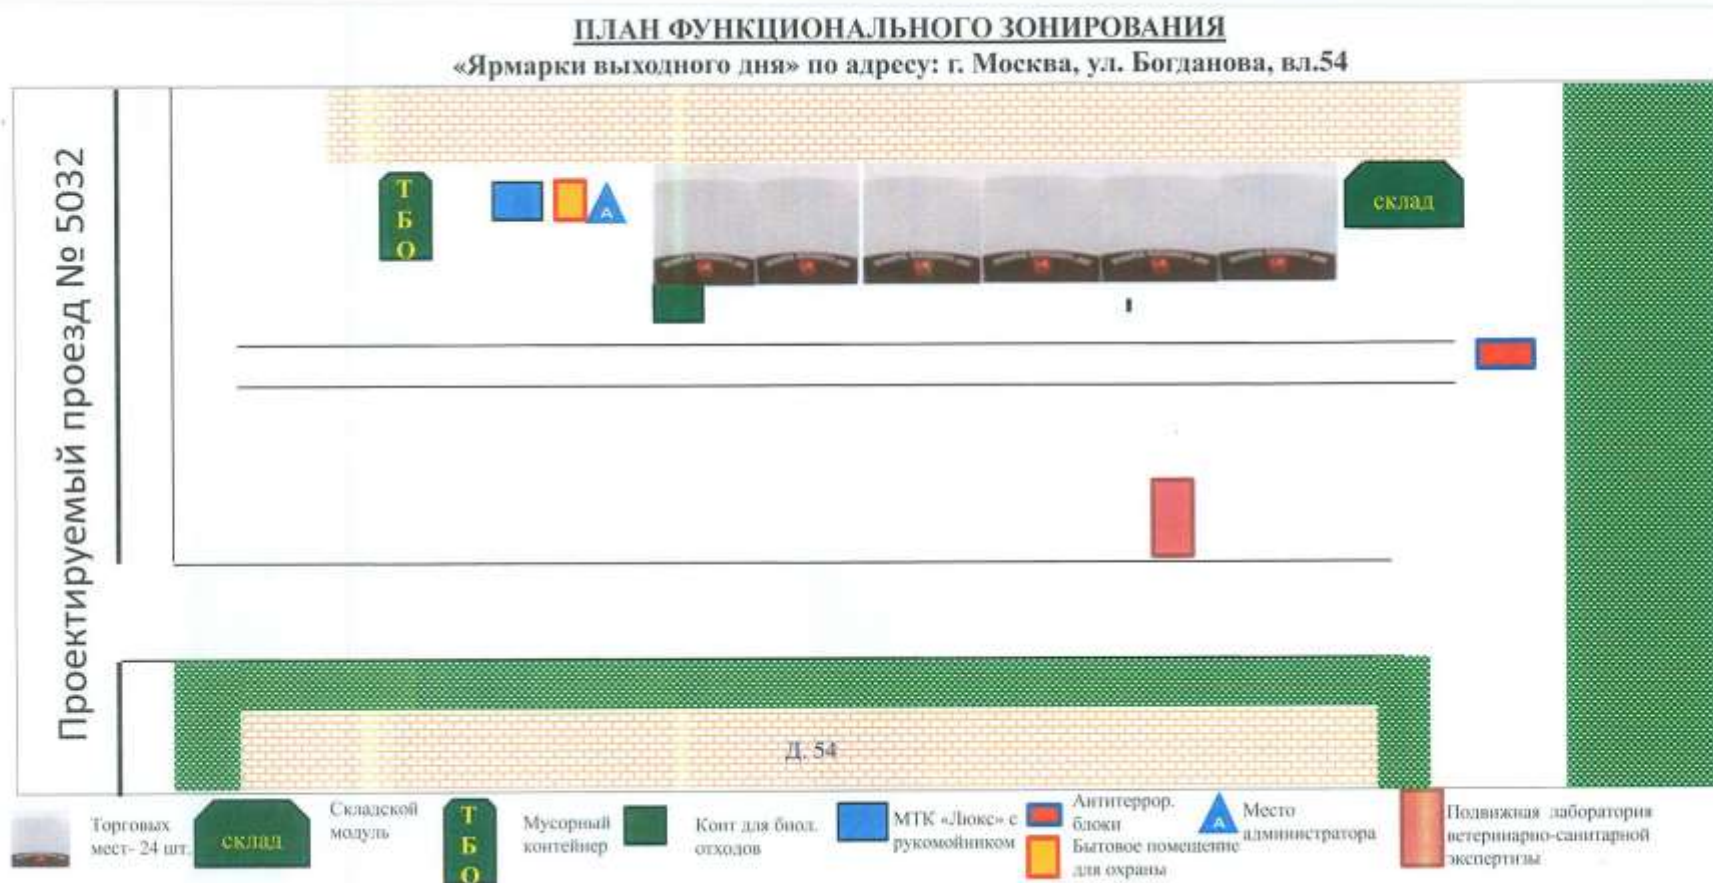 ПЛАН ФУНКЦИОНАЛЬНОГО ЗОНИРОВАНИЯ
«Ярмарки выходного дня» по адресу: г. Москва, ул. Богданова, вл.54
Проектируемый проезд № 5032
Т
Б
О
А
склад
Д. 54
Торговых
мест- 24 шт.
склад
Складской
модуль
Т
Б
О
Мусорный
контейнер
Конт для биол.
отходов
МТК «Люкс» с
рукомойником
Антитеррор.
блоки
Бытовое помещение
для охраны
А
Место
администратора
Подвижная лаборатория
ветеринарно-санитарной
экспертизы